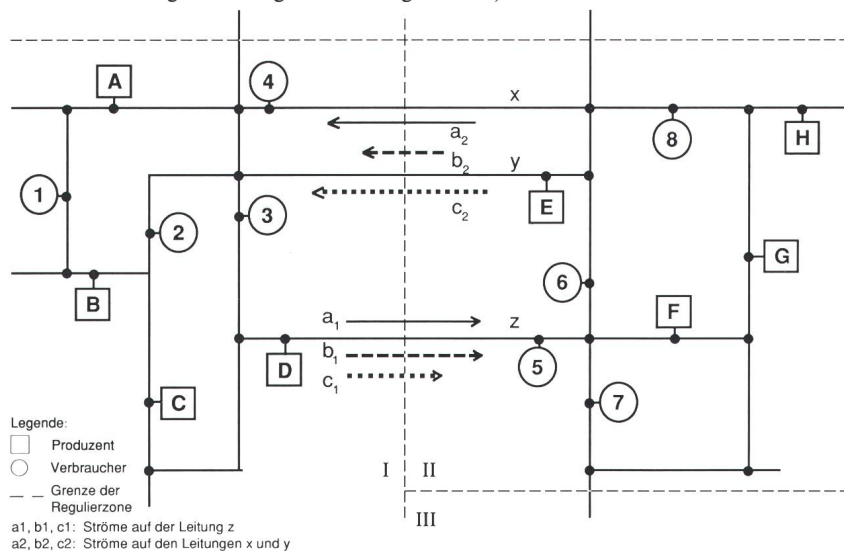 A
4
x
8
H
a₂
b₂
y
c₂
E
1
2
3
G
B
6
F
a₁
z
b₁
D
5
c₁
C
7
Legende:
Produzent
Verbraucher
Grenze der
Regulierzone
I II
III
a1, b1, c1: Ströme auf der Leitung z
a2, b2, c2: Ströme auf den Leitungen x und y